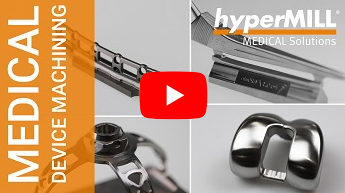 MEDICAL
DEVICE MACHINING
hyperMILL®
MEDICAL Solutions